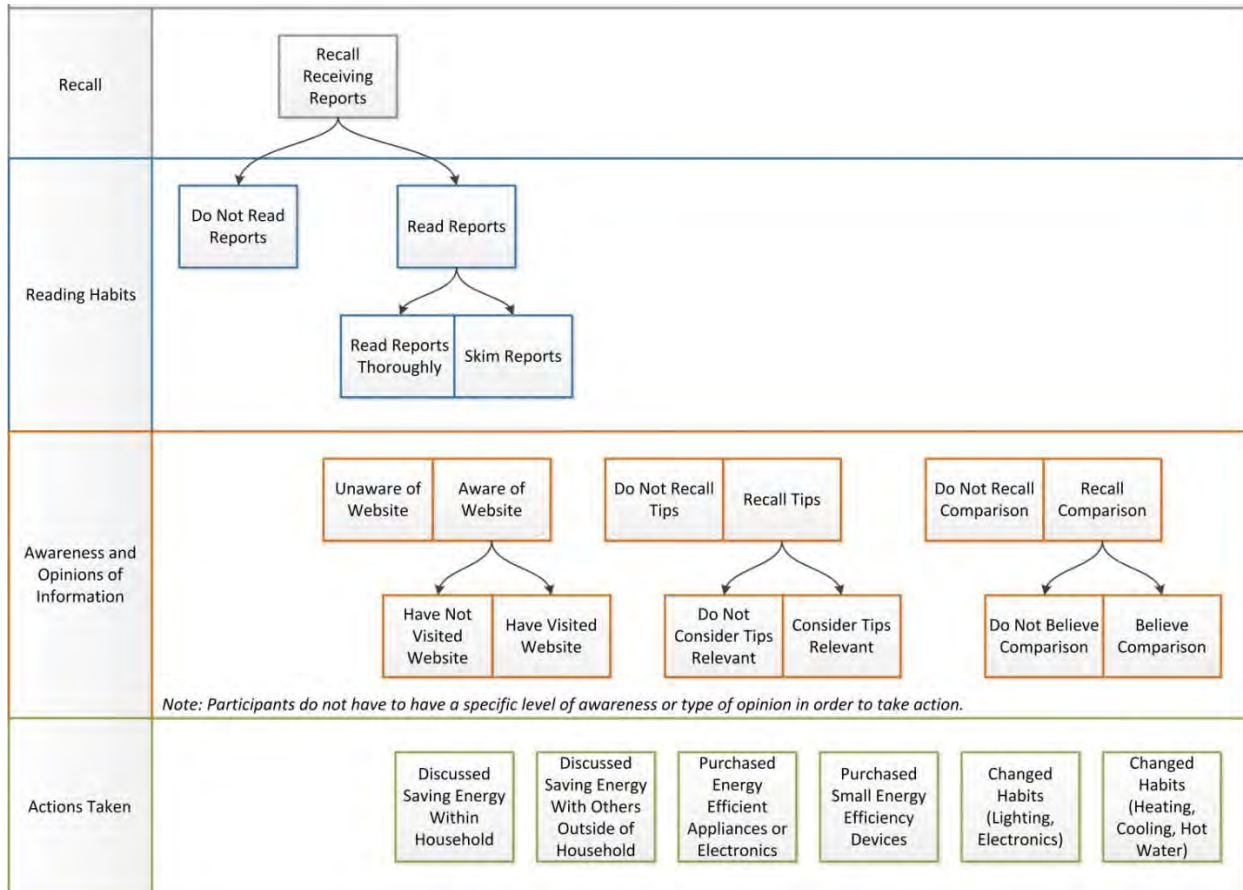 Recall
Recall
Receiving
Reports
Reading Habits
Do Not Read
Reports
Read Reports
Read Reports
Thoroughly
Skim Reports
Awareness and
Opinions of
Information
Unaware of
Website
Aware of
Website
Do Not Recall
Tips
Recall Tips
Do Not Recall
Comparison
Recall
Comparison
Have Not
Visited
Website
Have Visited
Website
Do Not
Consider Tips
Relevant
Consider Tips
Relevant
Do Not Believe
Comparison
Believe
Comparison
Note: Participants do not have to have a specific level of awareness or type of opinion in order to take action.
Actions Taken
Discussed
Saving Energy
Within
Household
Discussed
Saving Energy
With Others
Outside of
Household
Purchased
Energy
Efficient
Appliances or
Electronics
Purchased
Small Energy
Efficiency
Devices
Changed
Habits
(Lighting,
Electronics)
Changed
Habits
(Heating,
Cooling, Hot
Water)